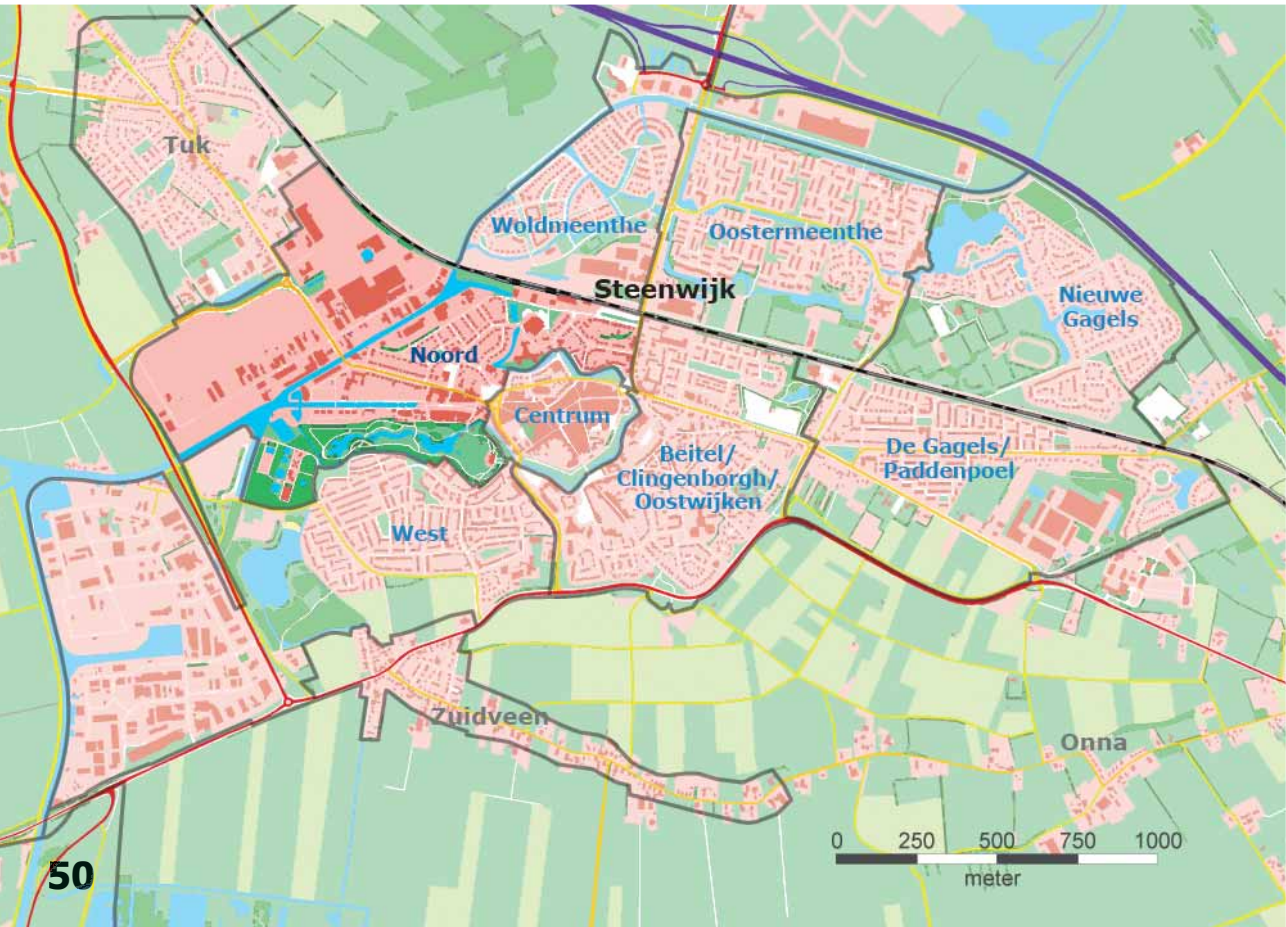 Tuk
Woldmeenthe
Oostermeenthe
Steenwijk
Nieuwe
Gagels
Noord
Centrum
Beitel/
Clingenborgh/
Oostwijken
De Gagels/
Paddenpoel
West
Zuidveen
Onna
0 250 500 750 1000
meter
50